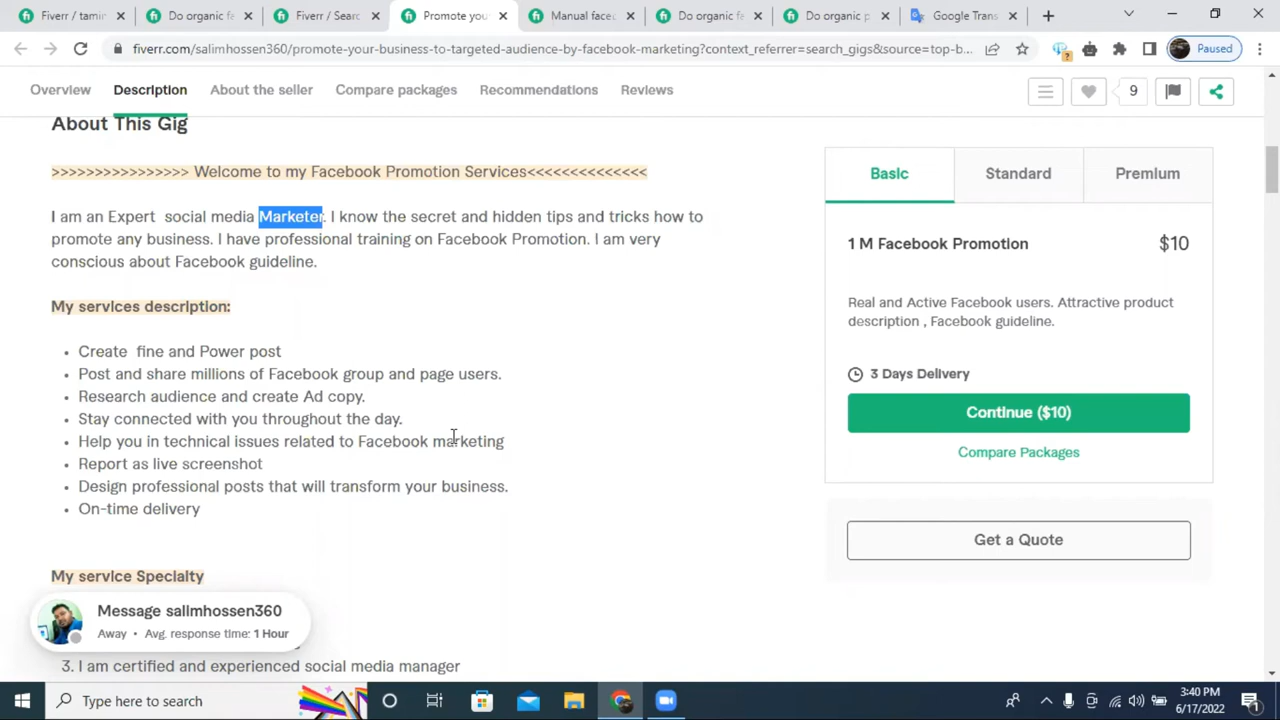 Fiverr / tamin
Do organic fa
Fiverr / Searc
Promote you
Manual face
Do organic fa
Do organic p
Google Trans
fiverr.com/salimhossen360/promote-your-business-to-targeted-audience-by-facebook-marketing?context_referrer=search_gigs&source=top-b...
Paused
Overview
Description
About the seller
Compare packages
Recommendations
Reviews
9
About This Gig
>>>>>>>>>>>>>>> Welcome to my Facebook Promotion Services<<<<<<<<<<<<<<
I am an Expert social media Marketer. I know the secret and hidden tips and tricks how to
promote any business. I have professional training on Facebook Promotion. I am very
conscious about Facebook guideline.
My services description:
• Create fine and Power post
• Post and share millions of Facebook group and page users.
• Research audience and create Ad copy.
• Stay connected with you throughout the day.
• Help you in technical issues related to Facebook marketing
• Report as live screenshot
• Design professional posts that will transform your business.
• On-time delivery
My service Specialty
3. I am certified and experienced social media manager
Message salimhossen360
Away • Avg. response time: 1 Hour
Basic
Standard
Premium
1 M Facebook Promotion
$10
Real and Active Facebook users. Attractive product
description , Facebook guideline.
3 Days Delivery
Continue ($10)
Compare Packages
Get a Quote
Type here to search
3:40 PM
6/17/2022
1